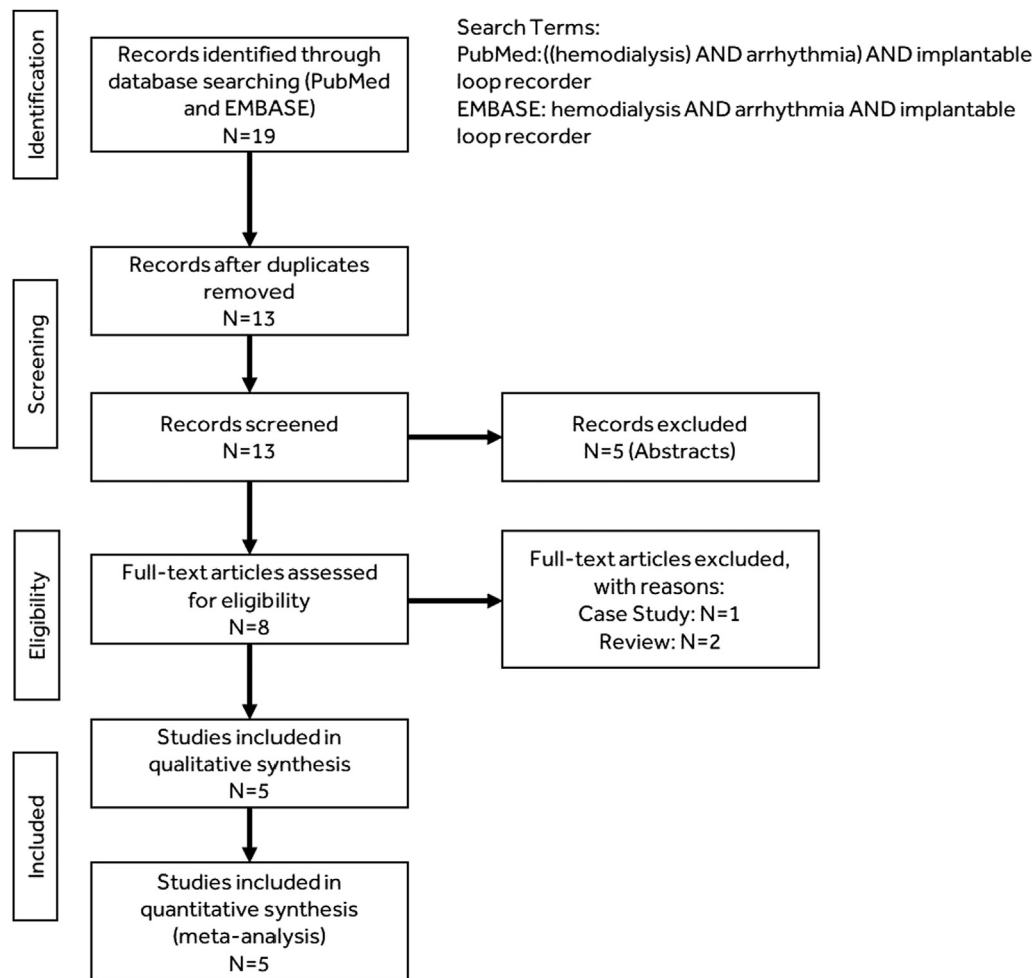 Identification
Records identified through
database searching (PubMed
and EMBASE)
N=19
Search Terms:
PubMed:((hemodialysis) AND arrhythmia) AND implantable
loop recorder
EMBASE: hemodialysis AND arrhythmia AND implantable
loop recorder
Screening
Records after duplicates
removed
N=13
Records screened
N=13
Records excluded
N=5 (Abstracts)
Eligibility
Full-text articles assessed
for eligibility
N=8
Full-text articles excluded,
with reasons:
Case Study: N=1
Review: N=2
Included
Studies included in
qualitative synthesis
N=5
Studies included in
quantitative synthesis
(meta-analysis)
N=5